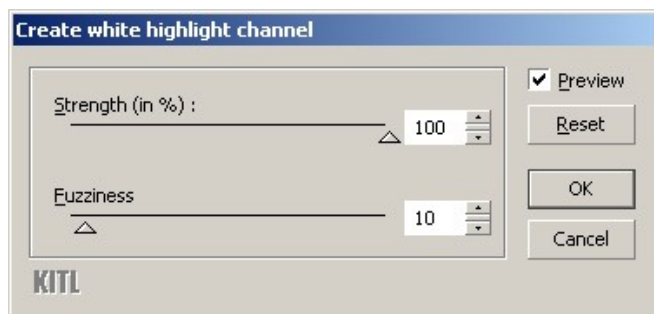 Create white highlight channel
Preview
Strength (in %) :
100
Reset
Fuzziness
10
OK
Cancel
KITL